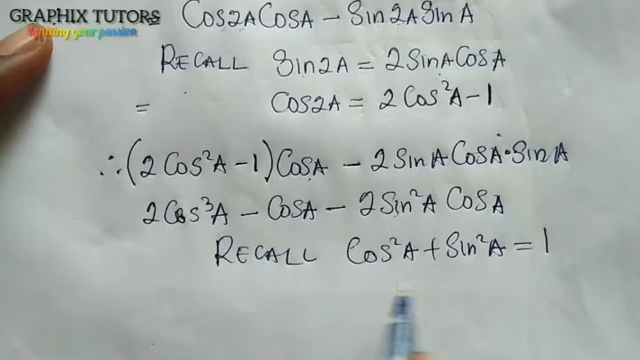 GRAPHIX TUTORS
Igniting your passion
Cos2ACosA - Sin2ASinA
RECALL Sin2A = 2SinACosA
= Cos2A = 2Cos²A-1
∴(2Cos²A-1)CosA - 2SinACosA·SinA
2Cos³A - CosA - 2Sin²A CosA
RECALL Cos²A + Sin²A = 1